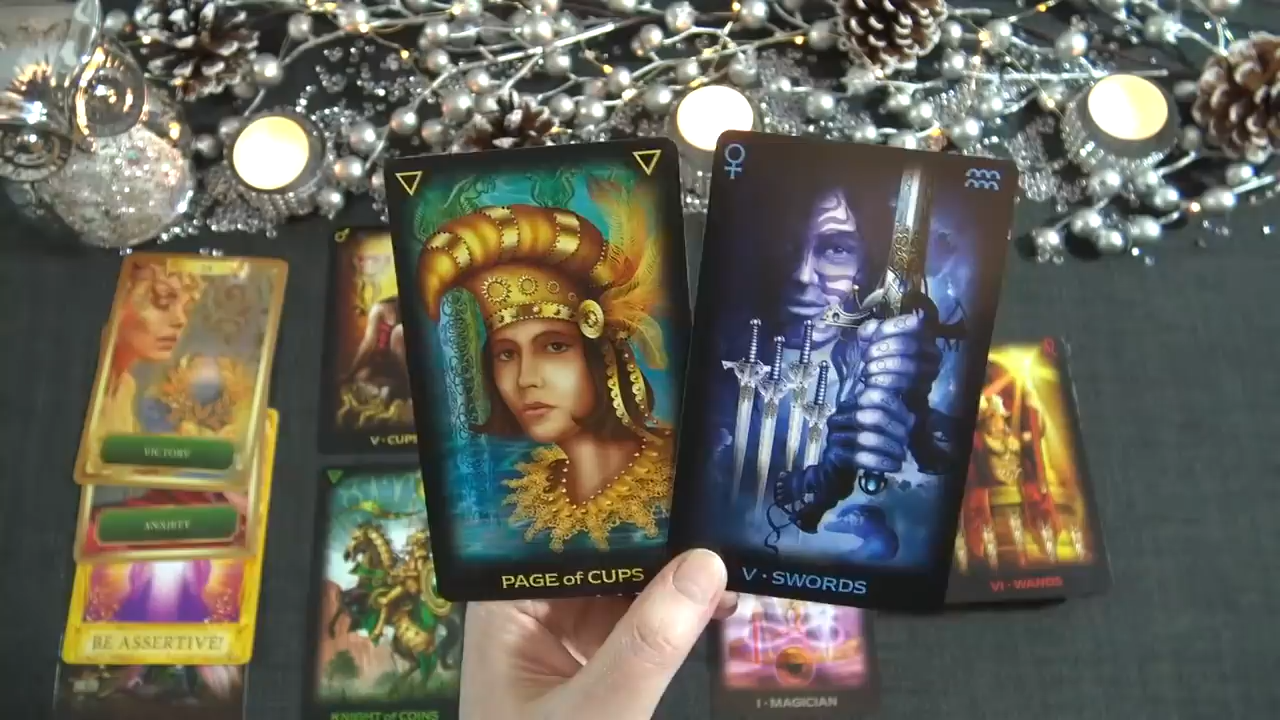 VICTORY
ANXIETY
BE ASSERTIVE!
V·CUPS
KNIGHT of COINS
PAGE of CUPS
V·SWORDS
VI·WANDS
I·MAGICIAN